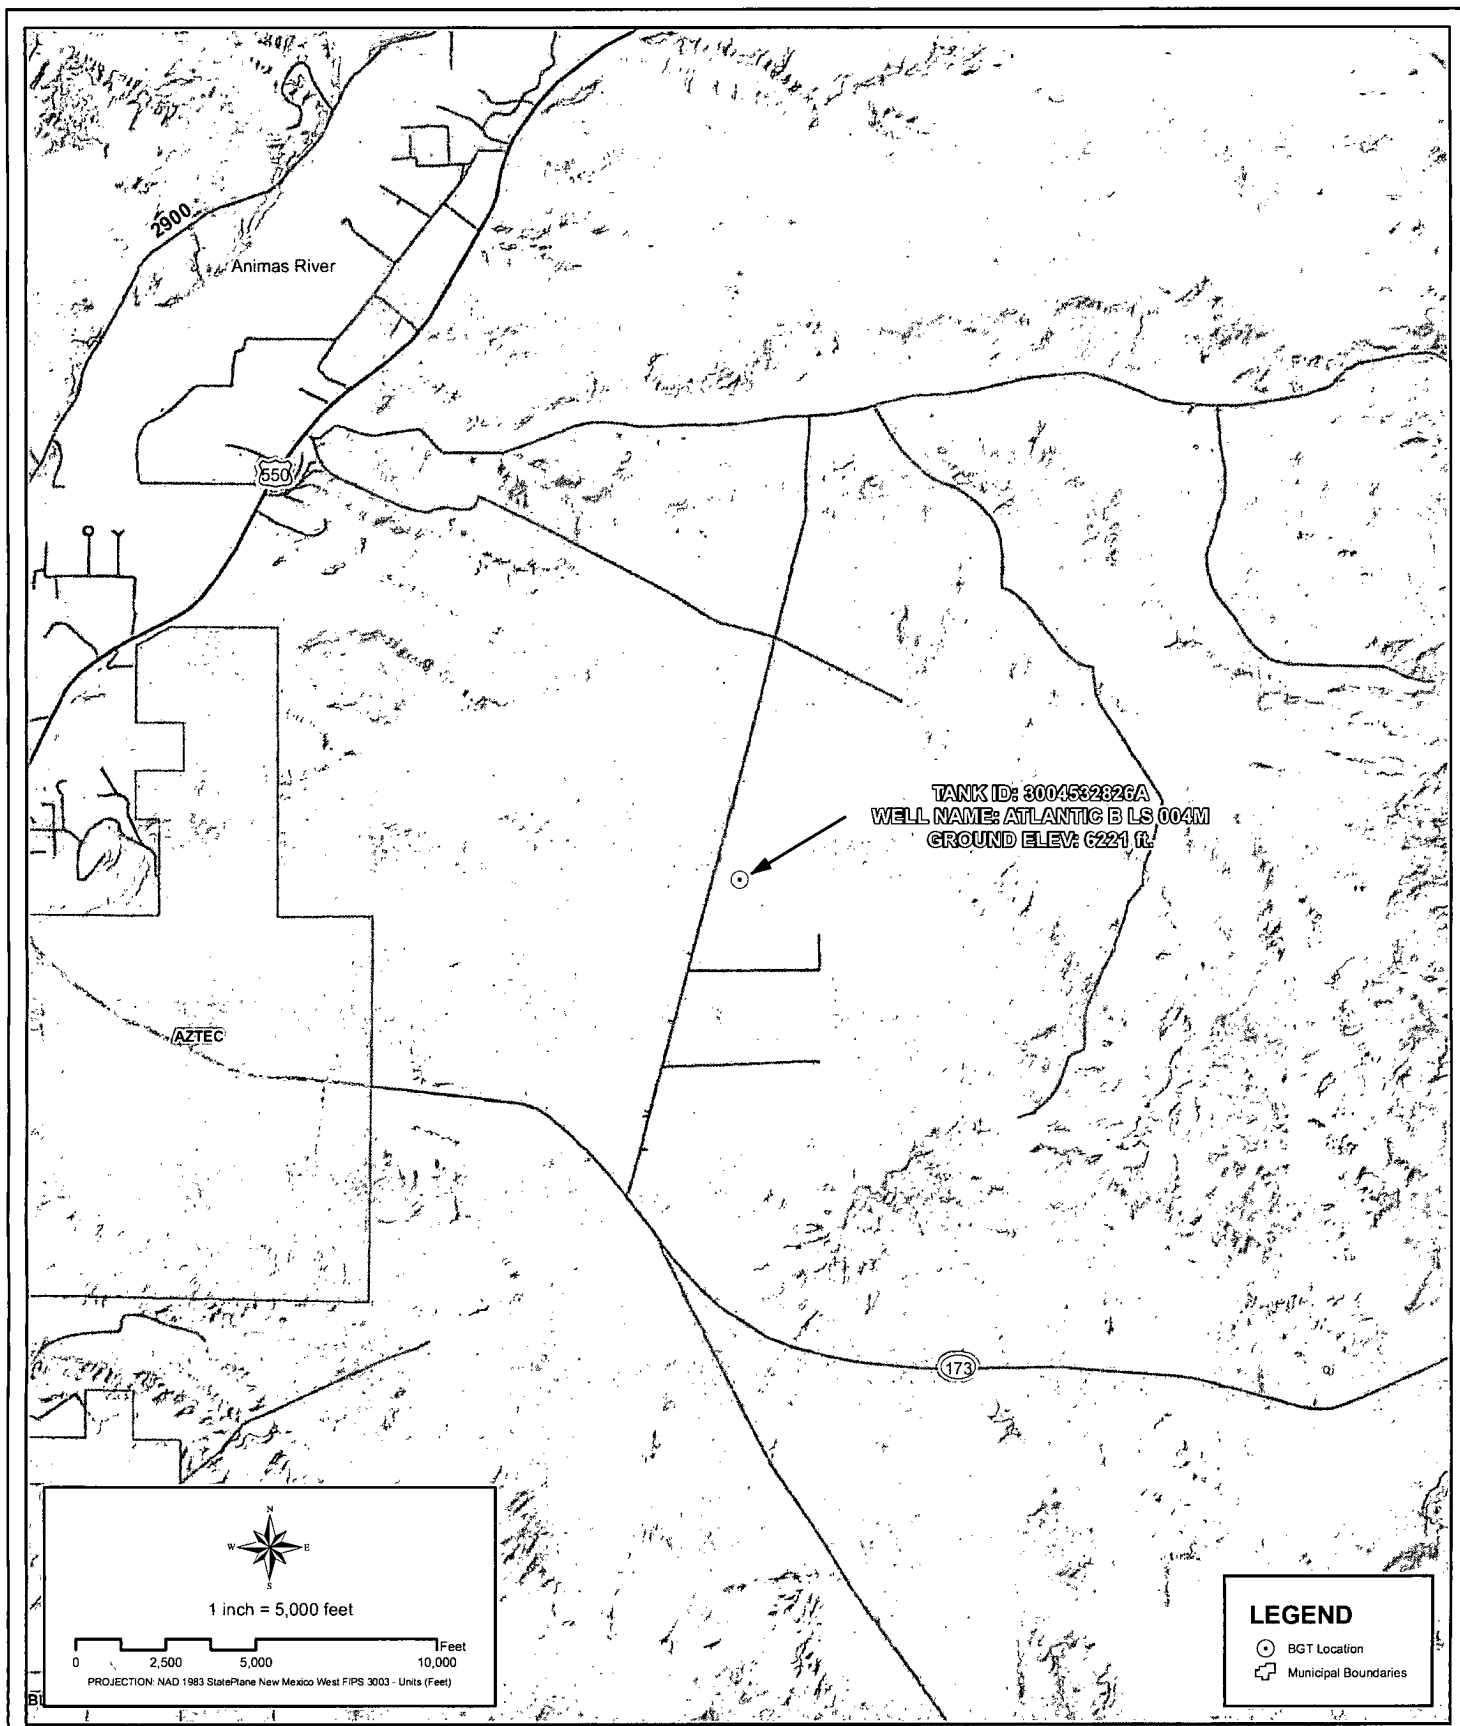 2900
Animas River
550
TANK ID: 3004532826A
WELL NAME: ATLANTIC B LS 004M
GROUND ELEV: 6221 ft.
AZTEC
173
N
W E
S
1 inch = 5,000 feet
Feet
0 2,500 5,000 10,000
PROJECTION: NAD 1983 StatePlane New Mexico West FIPS 3003 - Units (Feet)
LEGEND
BGT Location
Municipal Boundaries